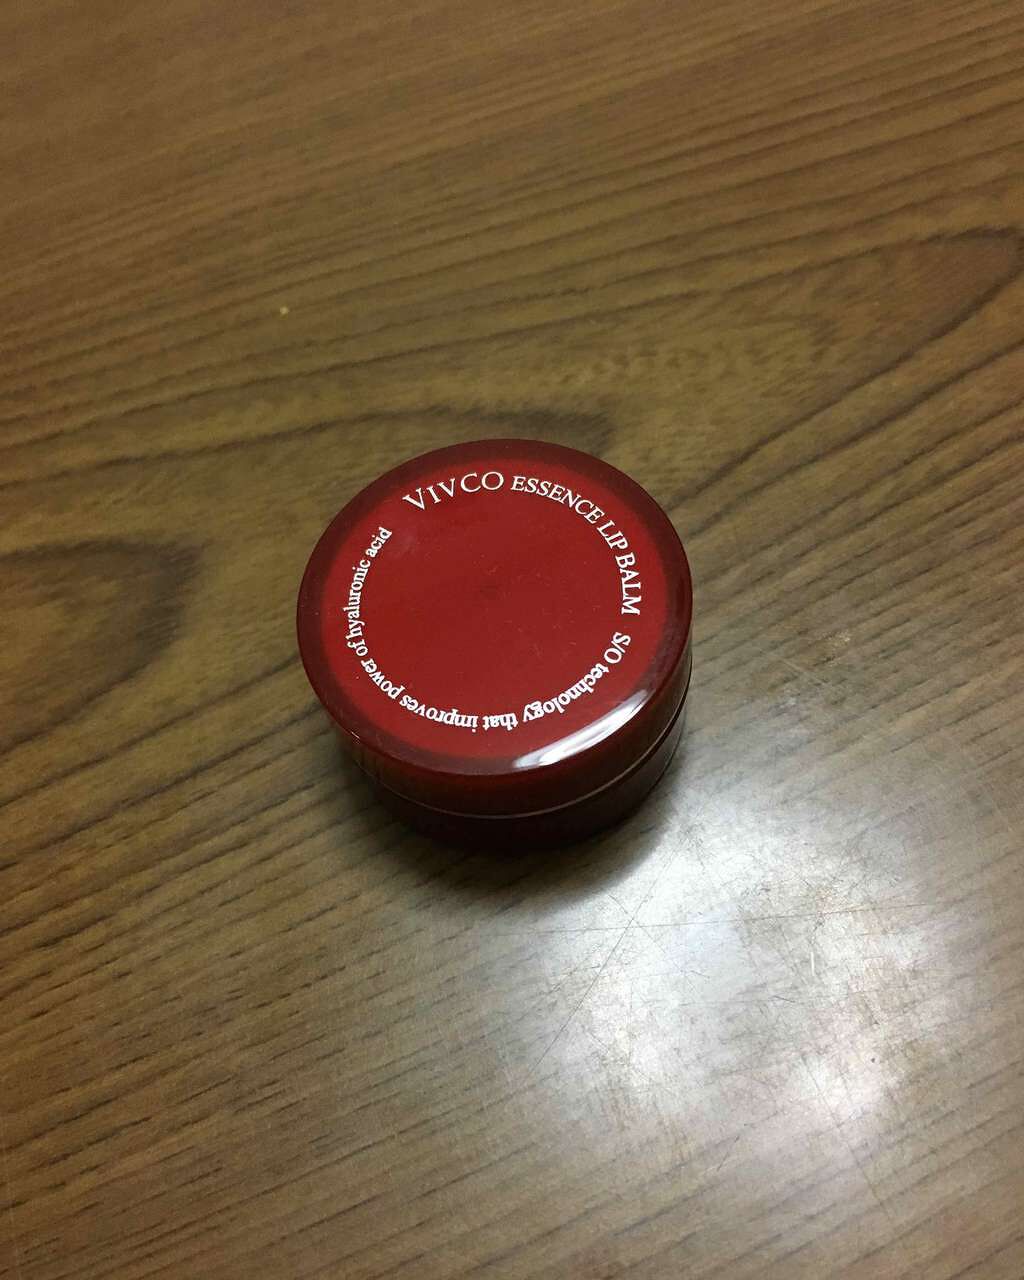 VIVCO ESSENCE LIP BALM
S/O technology that improves power of hyaluronic acid